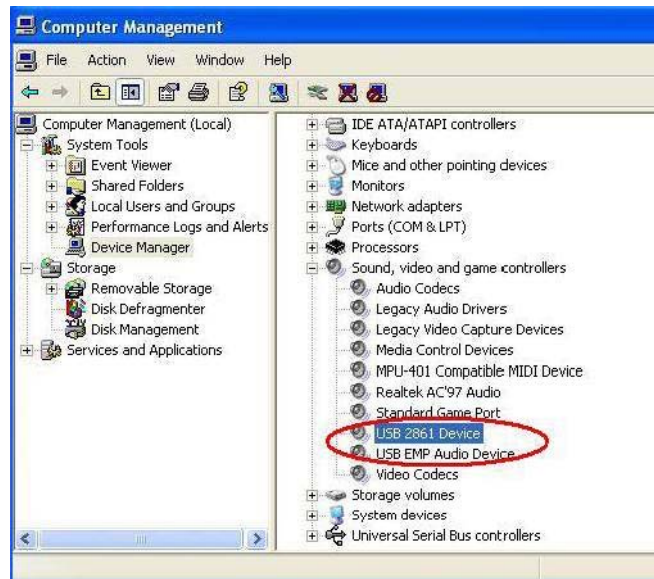 Computer Management
File Action View Window Help
Computer Management (Local)
System Tools
Event Viewer
Shared Folders
Local Users and Groups
Performance Logs and Alerts
Device Manager
Storage
Removable Storage
Disk Defragmenter
Disk Management
Services and Applications
IDE ATA/ATAPI controllers
Keyboards
Mice and other pointing devices
Monitors
Network adapters
Ports (COM & LPT)
Processors
Sound, video and game controllers
Audio Codecs
Legacy Audio Drivers
Legacy Video Capture Devices
Media Control Devices
MPU-401 Compatible MIDI Device
Realtek AC'97 Audio
Standard Game Port
USB 2861 Device
USB EMP Audio Device
Video Codecs
Storage volumes
System devices
Universal Serial Bus controllers